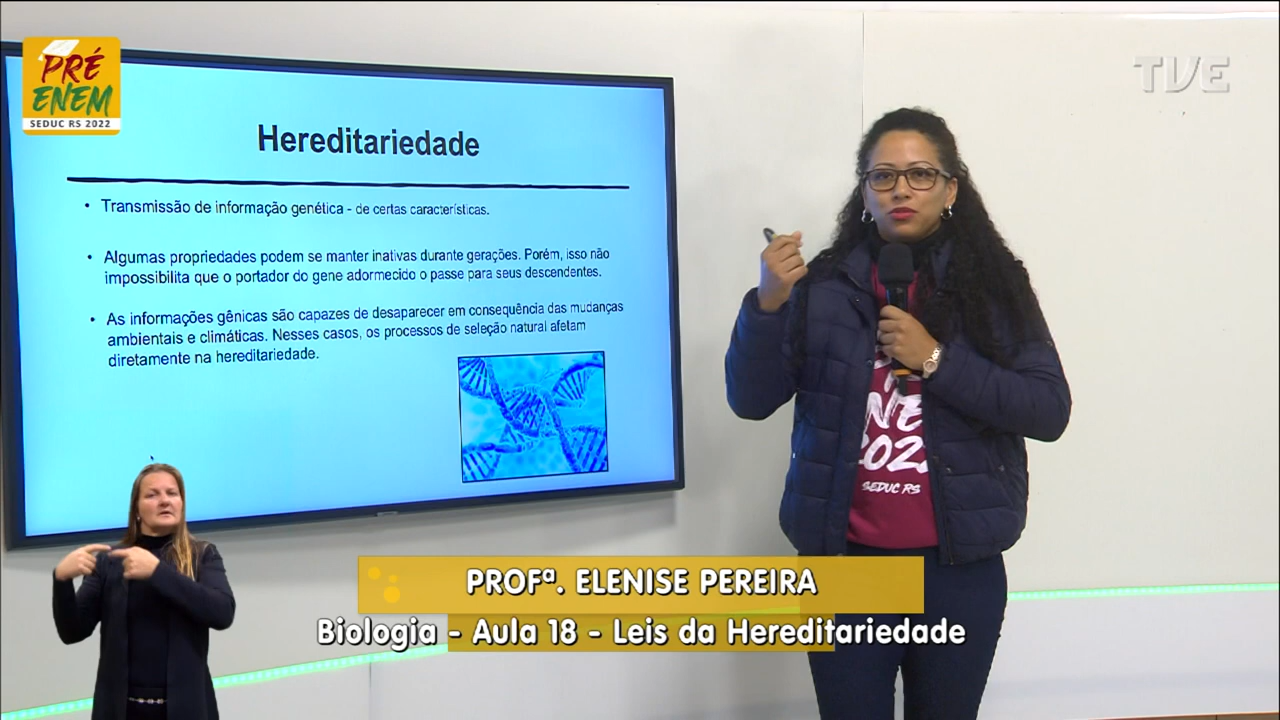 PRÉ
ENEM
SEDUC RS 2022
TVE
Hereditariedade
• Transmissão de informação genética - de certas características.
• Algumas propriedades podem se manter inativas durante gerações. Porém, isso não
impossibilita que o portador do gene adormecido o passe para seus descendentes.
• As informações gênicas são capazes de desaparecer em consequência das mudanças
ambientais e climáticas. Nesses casos, os processos de seleção natural afetam
diretamente na hereditariedade.
2022
SEDUC RS
PROFª. ELENISE PEREIRA
Biologia - Aula 18 - Leis da Hereditariedade